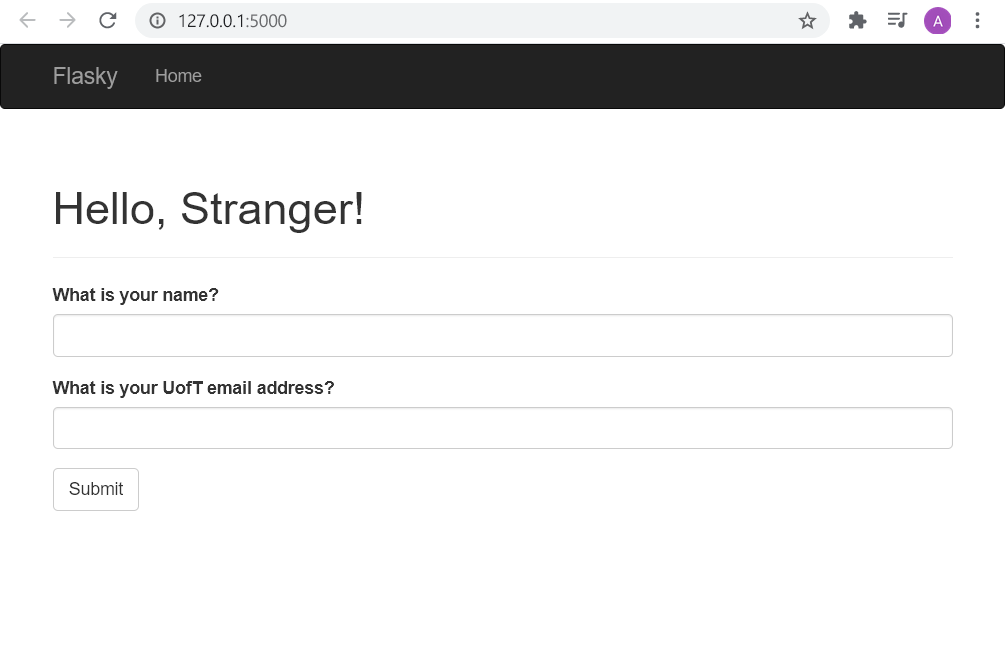 127.0.0.1:5000
A
Flasky Home
Hello, Stranger!
What is your name?
What is your UofT email address?
Submit